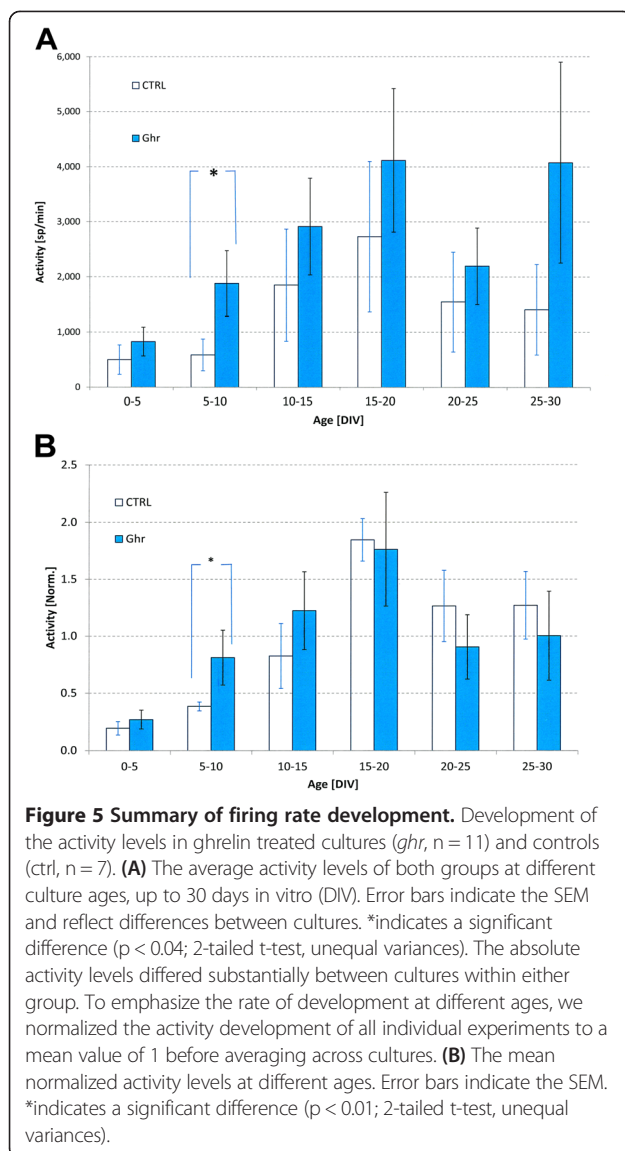 A
6,000
5,000
4,000
3,000
2,000
1,000
0
Activity [sp/min]
CTRL
Ghr
*
0-5 5-10 10-15 15-20 20-25 25-30
Age [DIV]
B
2.5
2.0
1.5
1.0
0.5
0.0
Activity [Norm.]
CTRL
Ghr
*
0-5 5-10 10-15 15-20 20-25 25-30
Age [DIV]
Figure 5 Summary of firing rate development. Development of
the activity levels in ghrelin treated cultures (ghr, n = 11) and controls
(ctrl, n = 7). (A) The average activity levels of both groups at different
culture ages, up to 30 days in vitro (DIV). Error bars indicate the SEM
and reflect differences between cultures. *indicates a significant
difference (p < 0.04; 2-tailed t-test, unequal variances). The absolute
activity levels differed substantially between cultures within either
group. To emphasize the rate of development at different ages, we
normalized the activity development of all individual experiments to a
mean value of 1 before averaging across cultures. (B) The mean
normalized activity levels at different ages. Error bars indicate the SEM.
*indicates a significant difference (p < 0.01; 2-tailed t-test, unequal
variances).